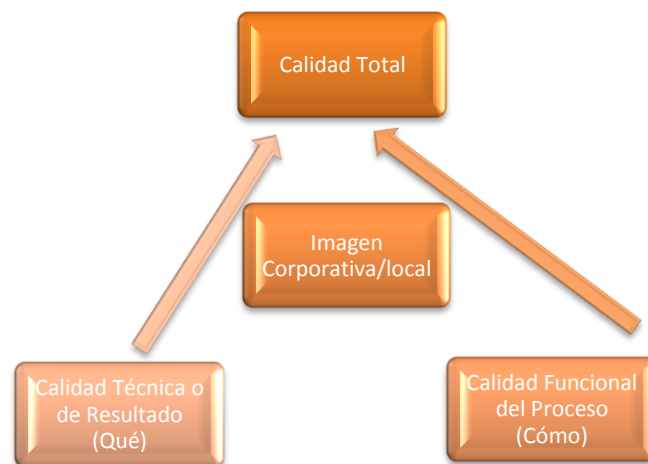 Calidad Total
Imagen
Corporativa/local
Calidad Técnica o
de Resultado
(Qué)
Calidad Funcional
del Proceso
(Cómo)